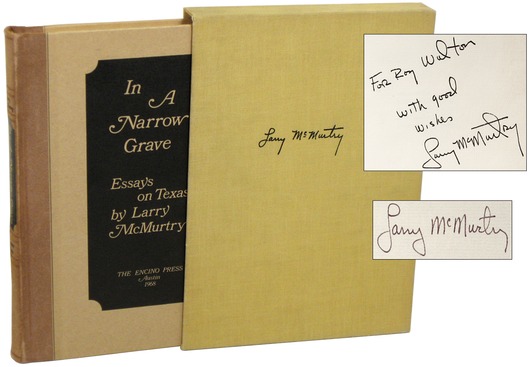 In
A
Narrow
Grave
Essays
on Texas
by Larry
McMurtry
THE ENCINO PRESS
Austin
1968
Larry McMurtry
For Roy Walton
with good
wishes
Larry McMurtry
Larry McMurtry